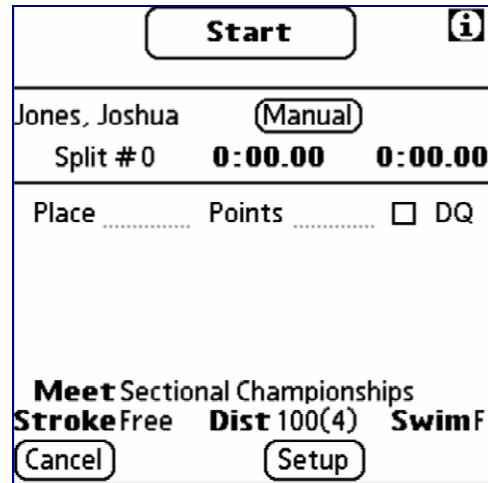 Start i
Jones, Joshua Manual
Split # 0 0:00.00 0:00.00
Place Points DQ
Meet Sectional Championships
Stroke Free Dist 100(4) Swim F
Cancel Setup